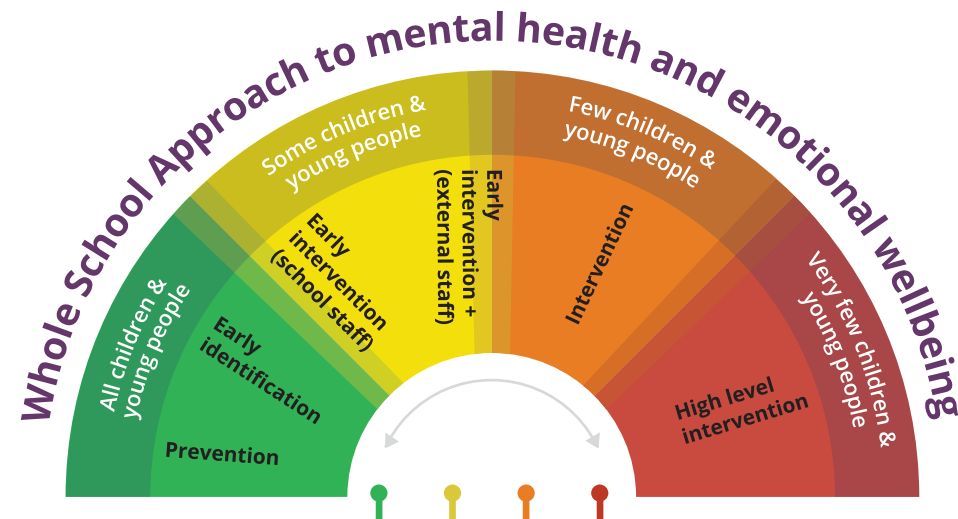 Whole School Approach to mental health and emotional wellbeing
All children &
young people
Some children &
young people
Few children &
young people
Very few children &
young people
Prevention
Early
identification
Early
intervention
(school staff)
Early
intervention +
(external staff)
Intervention
High level
intervention